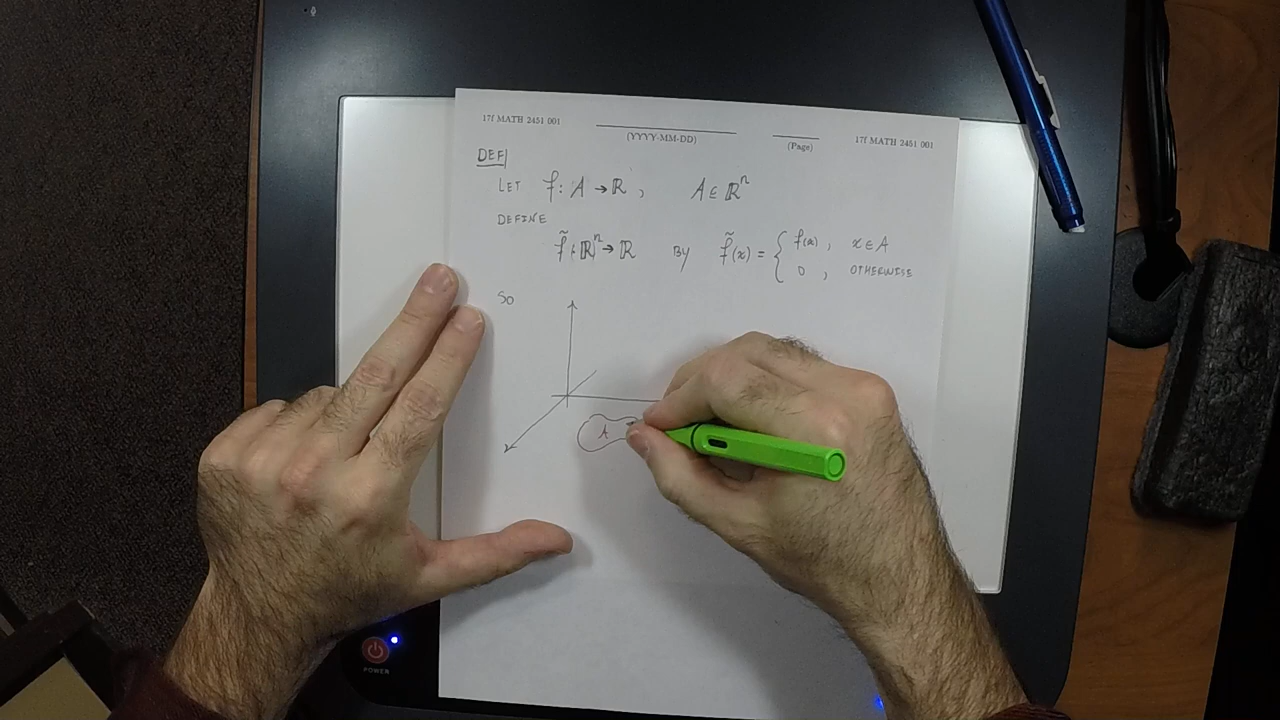 17f MATH 2451 001 (YYYY-MM-DD) (Page) 17f MATH 2451 001
DEF
LET f: A → ℝ, A ⊆ ℝⁿ
DEFINE
f̃: ℝⁿ → ℝ BY f̃(x) = { f(x), x ∈ A
0, OTHERWISE
SO
A
POWER